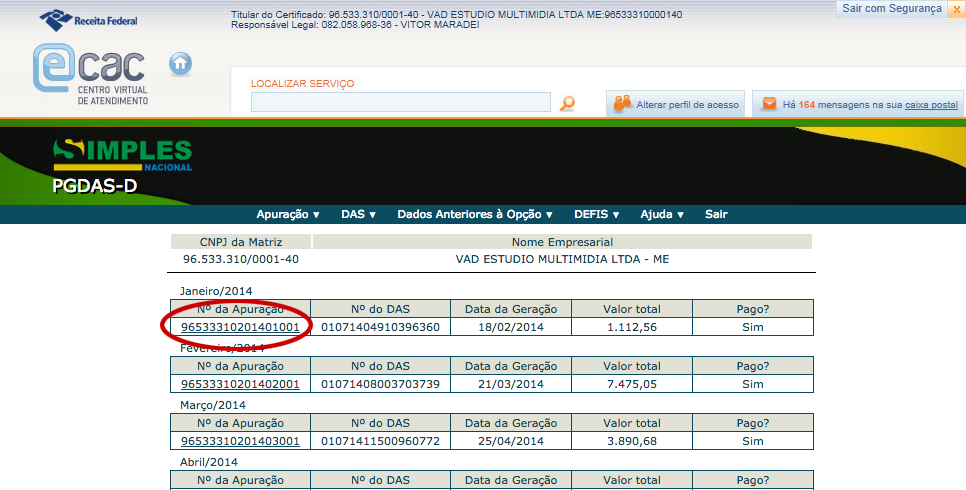 Receita Federal
Titular do Certificado: 96.533.310/0001-40 - VAD ESTUDIO MULTIMIDIA LTDA ME:96533310000140
Responsável Legal: 082.058.968-36 - VITOR MARADEI
Sair com Segurança X
ecac
CENTRO VIRTUAL
DE ATENDIMENTO
LOCALIZAR SERVIÇO
Alterar perfil de acesso
Há 164 mensagens na sua caixa postal
SIMPLES
NACIONAL
PGDAS-D
Apuração ▼ DAS ▼ Dados Anteriores à Opção ▼ DEFIS ▼ Ajuda ▼ Sair
CNPJ da Matriz Nome Empresarial
96.533.310/0001-40 VAD ESTUDIO MULTIMIDIA LTDA - ME
Janeiro/2014
Nº da Apuração Nº do DAS Data da Geração Valor total Pago?
96533310201401001 01071404910396360 18/02/2014 1.112,56 Sim
Fevereiro/2014
Nº da Apuração Nº do DAS Data da Geração Valor total Pago?
96533310201402001 01071408003703739 21/03/2014 7.475,05 Sim
Março/2014
Nº da Apuração Nº do DAS Data da Geração Valor total Pago?
96533310201403001 01071411500960772 25/04/2014 3.890,68 Sim
Abril/2014
Nº da Apuração Nº do DAS Data da Geração Valor total Pago?